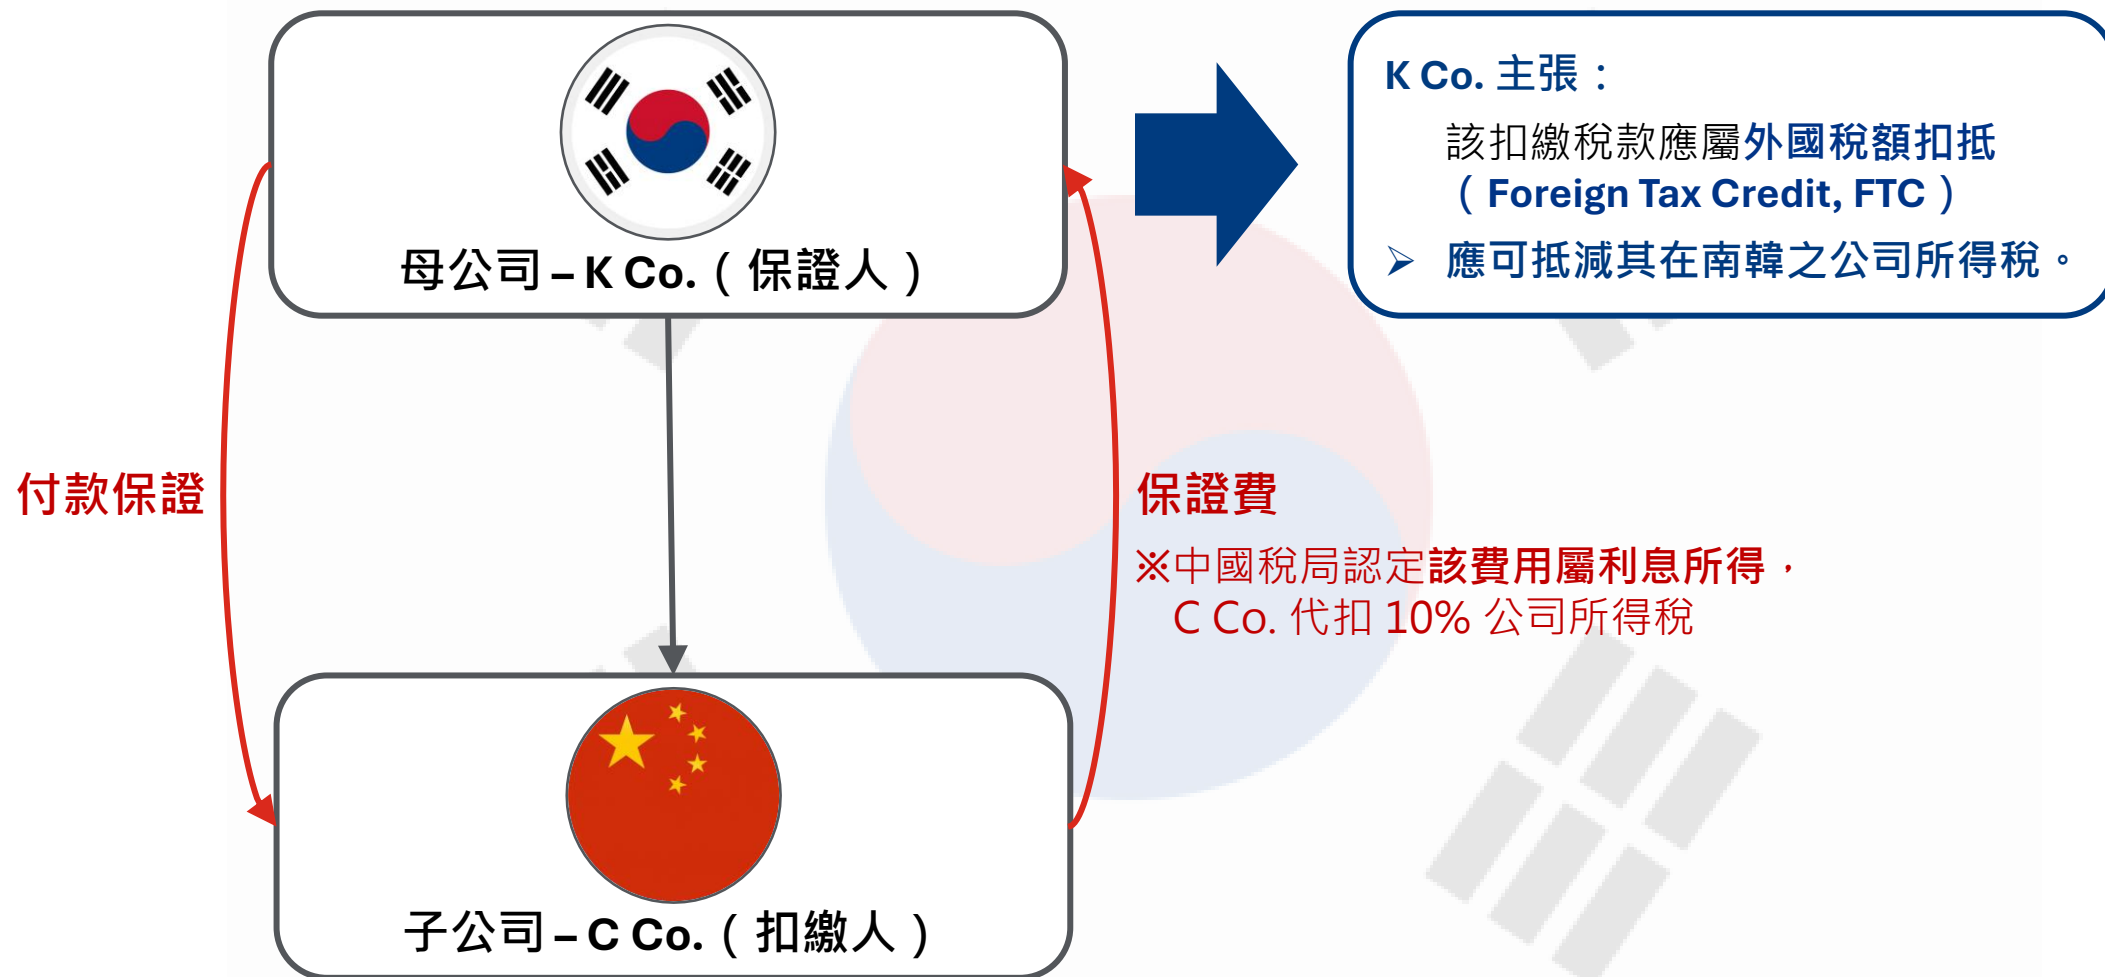 母公司 – K Co.（保證人）
K Co. 主張：
該扣繳稅款應屬外國稅額扣抵
（Foreign Tax Credit, FTC）
➢ 應可抵減其在南韓之公司所得稅。
付款保證
保證費
※中國稅局認定該費用屬利息所得，
C Co. 代扣 10% 公司所得稅
子公司 – C Co.（扣繳人）